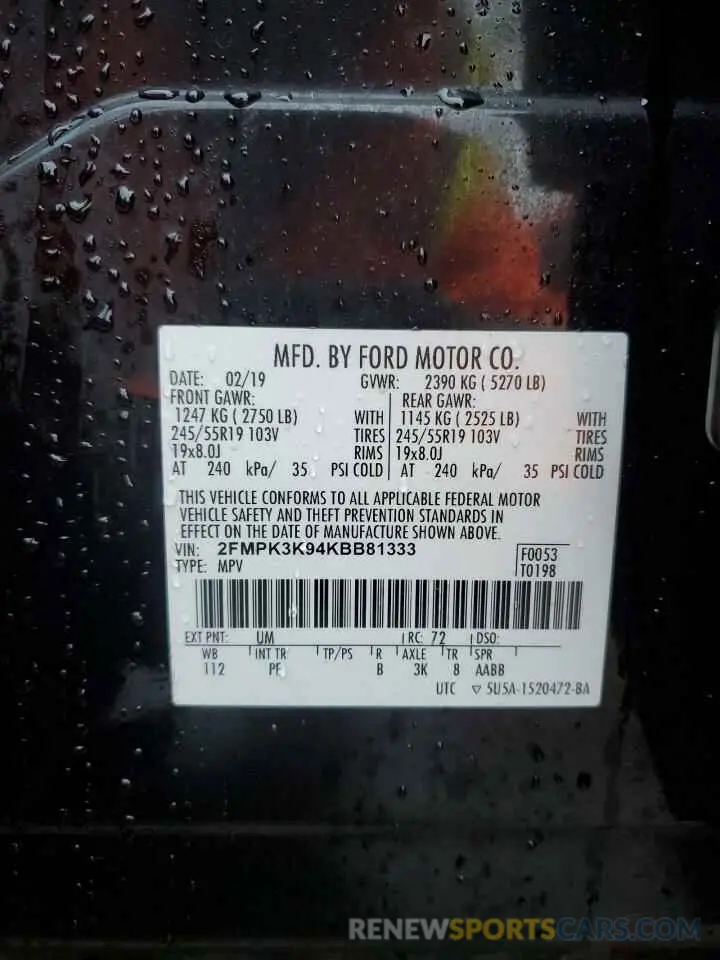 MFD. BY FORD MOTOR CO.
DATE: 02/19 GVWR: 2390 KG ( 5270 LB)
FRONT GAWR: REAR GAWR:
1247 KG ( 2750 LB) WITH 1145 KG ( 2525 LB) WITH
245/55R19 103V TIRES 245/55R19 103V TIRES
19x8.0J RIMS 19x8.0J RIMS
AT 240 kPa/ 35 PSI COLD AT 240 kPa/ 35 PSI COLD
THIS VEHICLE CONFORMS TO ALL APPLICABLE FEDERAL MOTOR
VEHICLE SAFETY AND THEFT PREVENTION STANDARDS IN
EFFECT ON THE DATE OF MANUFACTURE SHOWN ABOVE.
VIN: 2FMPK3K94KBB81333 F0053
TYPE: MPV T0198
EXT PNT: UM RC: 72 DSO:
WB INT TR TP/PS R AXLE TR SPR
112 B 3K 8 AABB
UTC ▽ 5U5A-1520472-BA
RENEWSPORTSCARS.COM